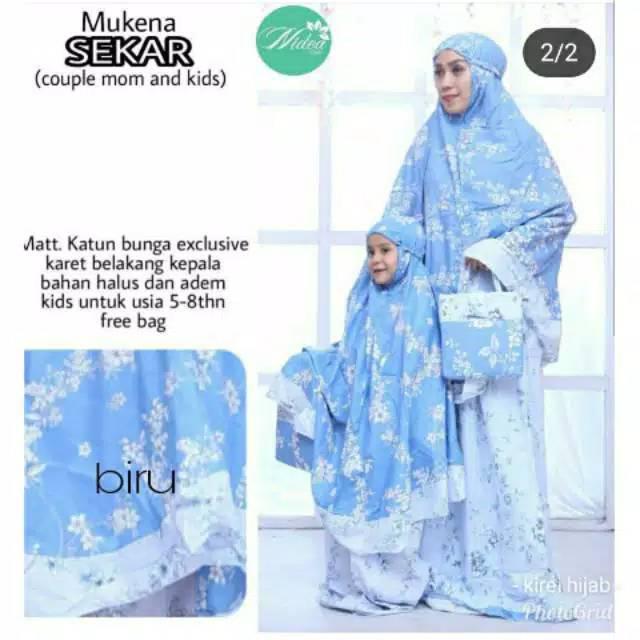 Mukena
SEKAR
(couple mom and kids)
Nidea
2/2
Matt. Katun bunga exclusive
karet belakang kepala
bahan halus dan adem
kids untuk usia 5-8thn
free bag
biru
kirei hijab
PhotoGrid